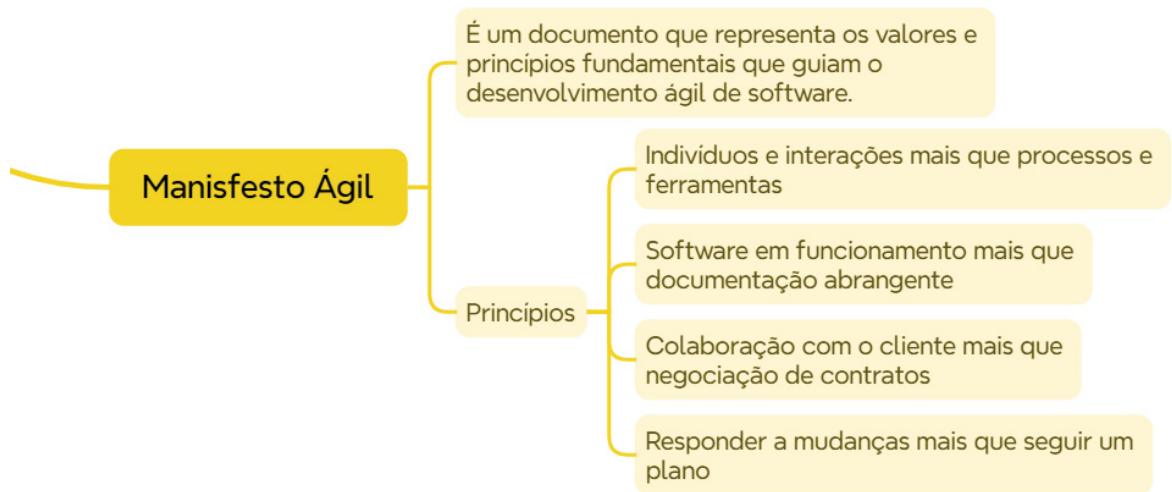 É um documento que representa os valores e
princípios fundamentais que guiam o
desenvolvimento ágil de software.
Manisfesto Ágil
Princípios
Indivíduos e interações mais que processos e
ferramentas
Software em funcionamento mais que
documentação abrangente
Colaboração com o cliente mais que
negociação de contratos
Responder a mudanças mais que seguir um
plano